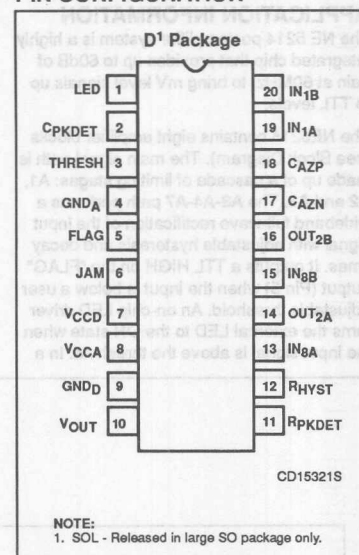 D1 Package
LED 1
CPKDET 2
THRESH 3
GNDA 4
FLAG 5
JAM 6
VCCD 7
VCCA 8
GNDD 9
VOUT 10
20 IN1B
19 IN1A
18 CAZP
17 CAZN
16 OUT2B
15 IN8B
14 OUT2A
13 IN8A
12 RHYST
11 RPKDET
CD15321S
NOTE:
1. SOL - Released in large SO package only.